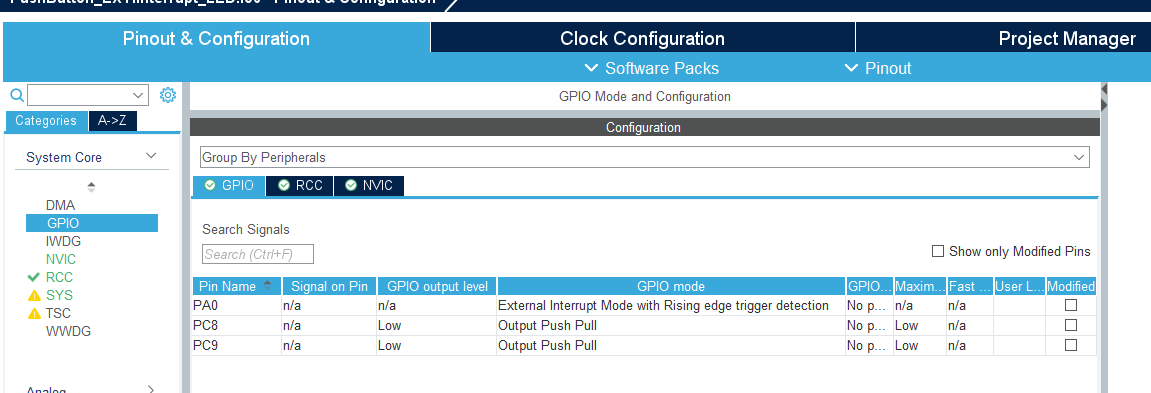 Pinout & Configuration
Clock Configuration
Project Manager
Software Packs
Pinout
GPIO Mode and Configuration
Configuration
Categories A->Z
Group By Peripherals
System Core
GPIO RCC NVIC
DMA
GPIO
IWDG
NVIC
RCC
SYS
TSC
WWDG
Analog
Search Signals
Search (Ctrl+F)
Show only Modified Pins
Pin Name Signal on Pin GPIO output level GPIO mode GPIO... Maxim... Fast ... User L... Modified
PA0 n/a n/a External Interrupt Mode with Rising edge trigger detection No p... n/a n/a
PC8 n/a Low Output Push Pull No p... Low n/a
PC9 n/a Low Output Push Pull No p... Low n/a